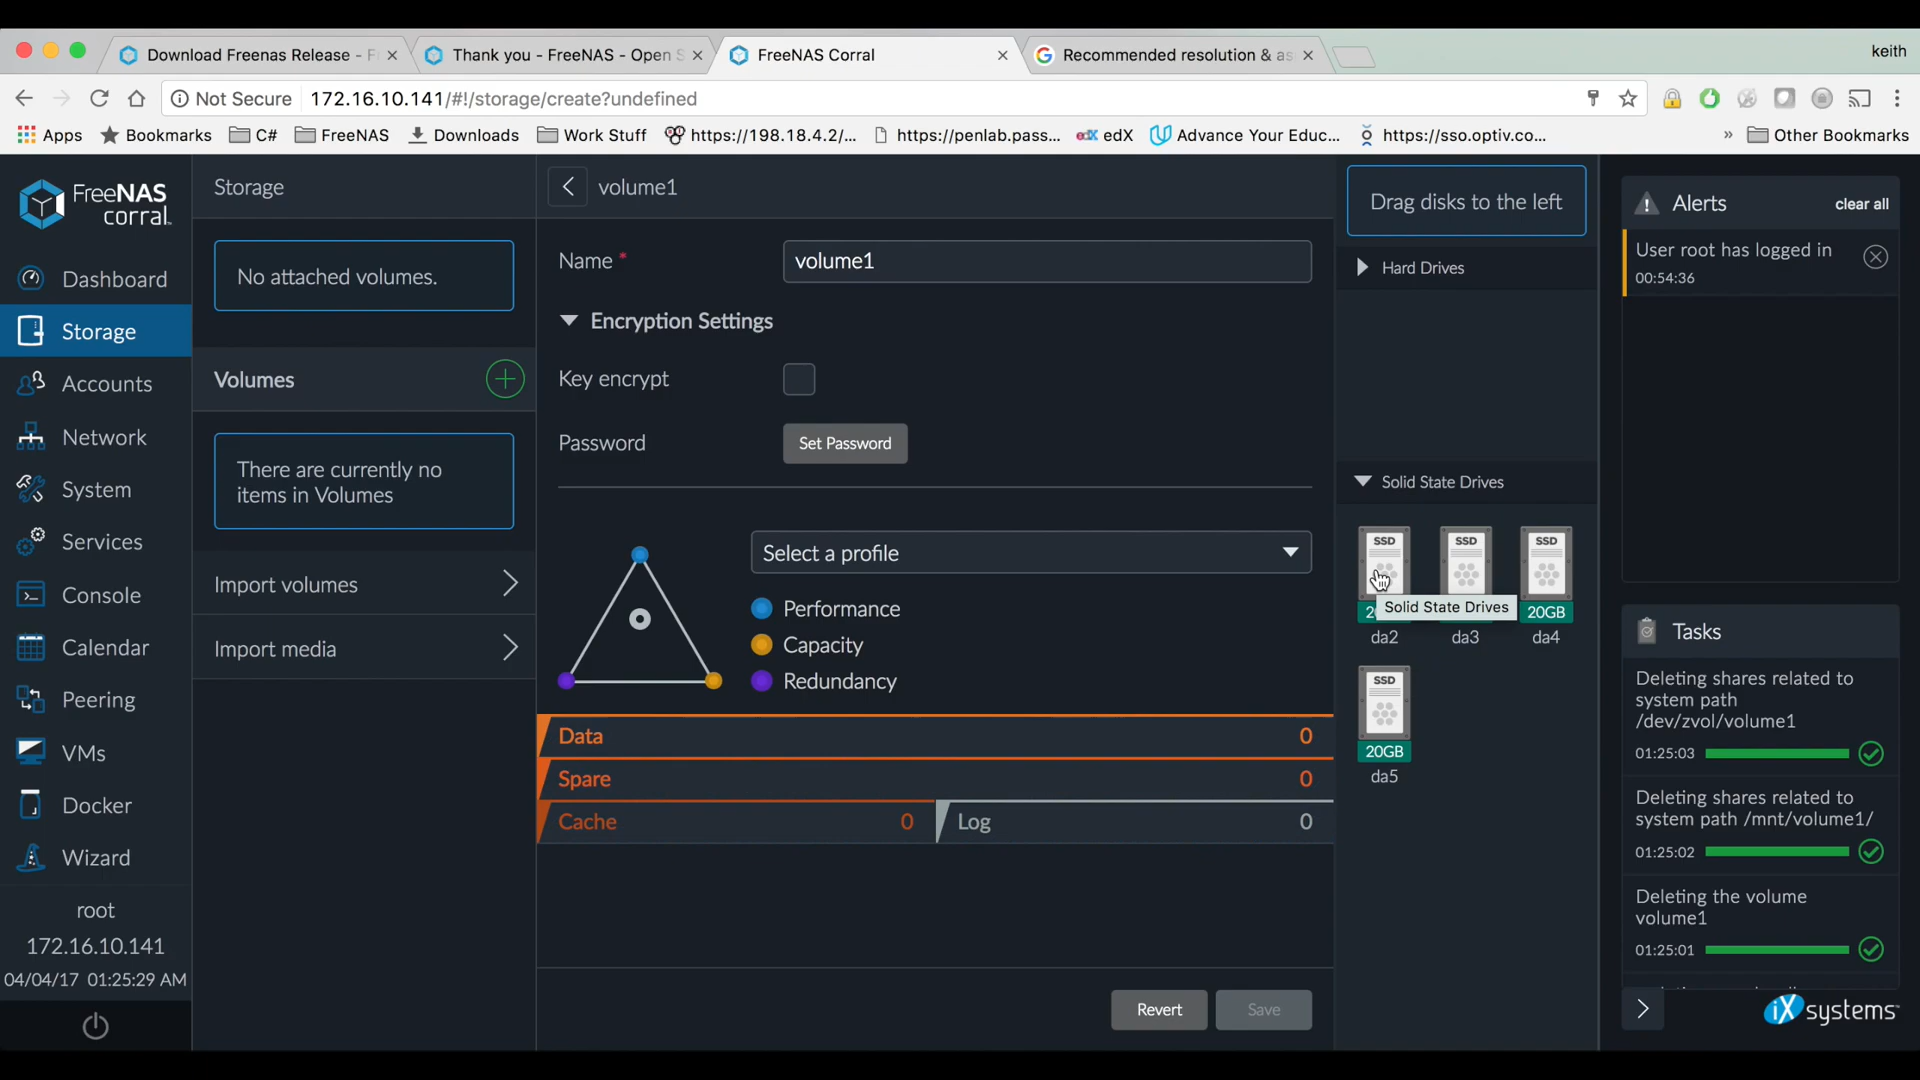 Download Freenas Release - F
Thank you - FreeNAS - Open S
FreeNAS Corral
Recommended resolution & as
keith
Not Secure
172.16.10.141/#!/storage/create?undefined
Apps
Bookmarks
C#
FreeNAS
Downloads
Work Stuff
https://198.18.4.2/...
https://penlab.pass...
edX edX
Advance Your Educ...
https://sso.optiv.co...
»
Other Bookmarks
FreeNAS
corral
Dashboard
Storage
Accounts
Network
System
Services
Console
Calendar
Peering
VMs
Docker
Wizard
root
172.16.10.141
04/04/17 01:25:29 AM
Storage
No attached volumes.
Volumes
There are currently no
items in Volumes
Import volumes
Import media
volume1
Name *
volume1
Encryption Settings
Key encrypt
Password
Set Password
Select a profile
Performance
Capacity
Redundancy
Data 0
Spare 0
Cache 0
Log 0
Revert
Save
Drag disks to the left
Hard Drives
Solid State Drives
SSD SSD SSD
Solid State Drives
20GB
da2 da3 da4
SSD
20GB
da5
Alerts
clear all
User root has logged in
00:54:36
Tasks
Deleting shares related to
system path
/dev/zvol/volume1
01:25:03
Deleting shares related to
system path /mnt/volume1/
01:25:02
Deleting the volume
volume1
01:25:01
iXsystems